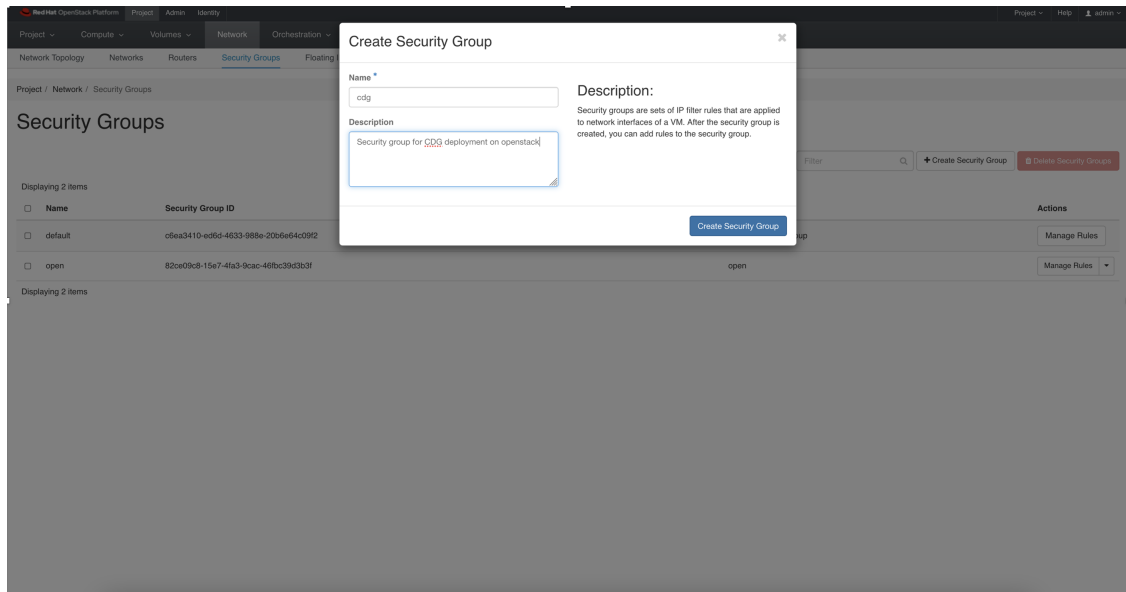 Red Hat OpenStack Platform Project Admin Identity Project Help admin
Project Compute Volumes Network Orchestration
Network Topology Networks Routers Security Groups Floating I
Project / Network / Security Groups
Security Groups
Filter + Create Security Group Delete Security Groups
Displaying 2 items
Name Security Group ID Actions
default c6ea3410-ed6d-4633-988e-20b6e64c09f2 up Manage Rules
open 82ce09c8-15e7-4fa3-9cac-46fbc39d3b3f open Manage Rules
Displaying 2 items
Create Security Group ×
Name *
cdg
Description
Security group for CDG deployment on openstack
Description:
Security groups are sets of IP filter rules that are applied
to network interfaces of a VM. After the security group is
created, you can add rules to the security group.
Create Security Group